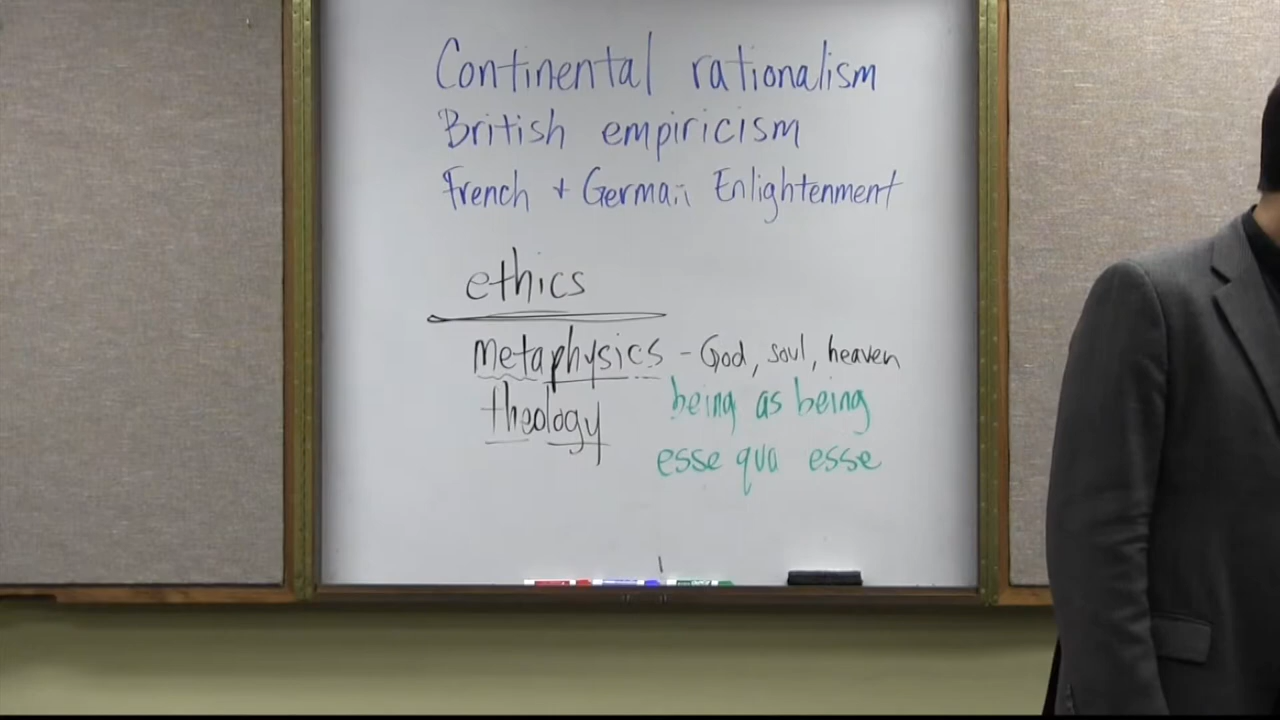 Continental rationalism
British empiricism
French + German Enlightenment
ethics
metaphysics - God, soul, heaven
theology
being as being
esse qua esse